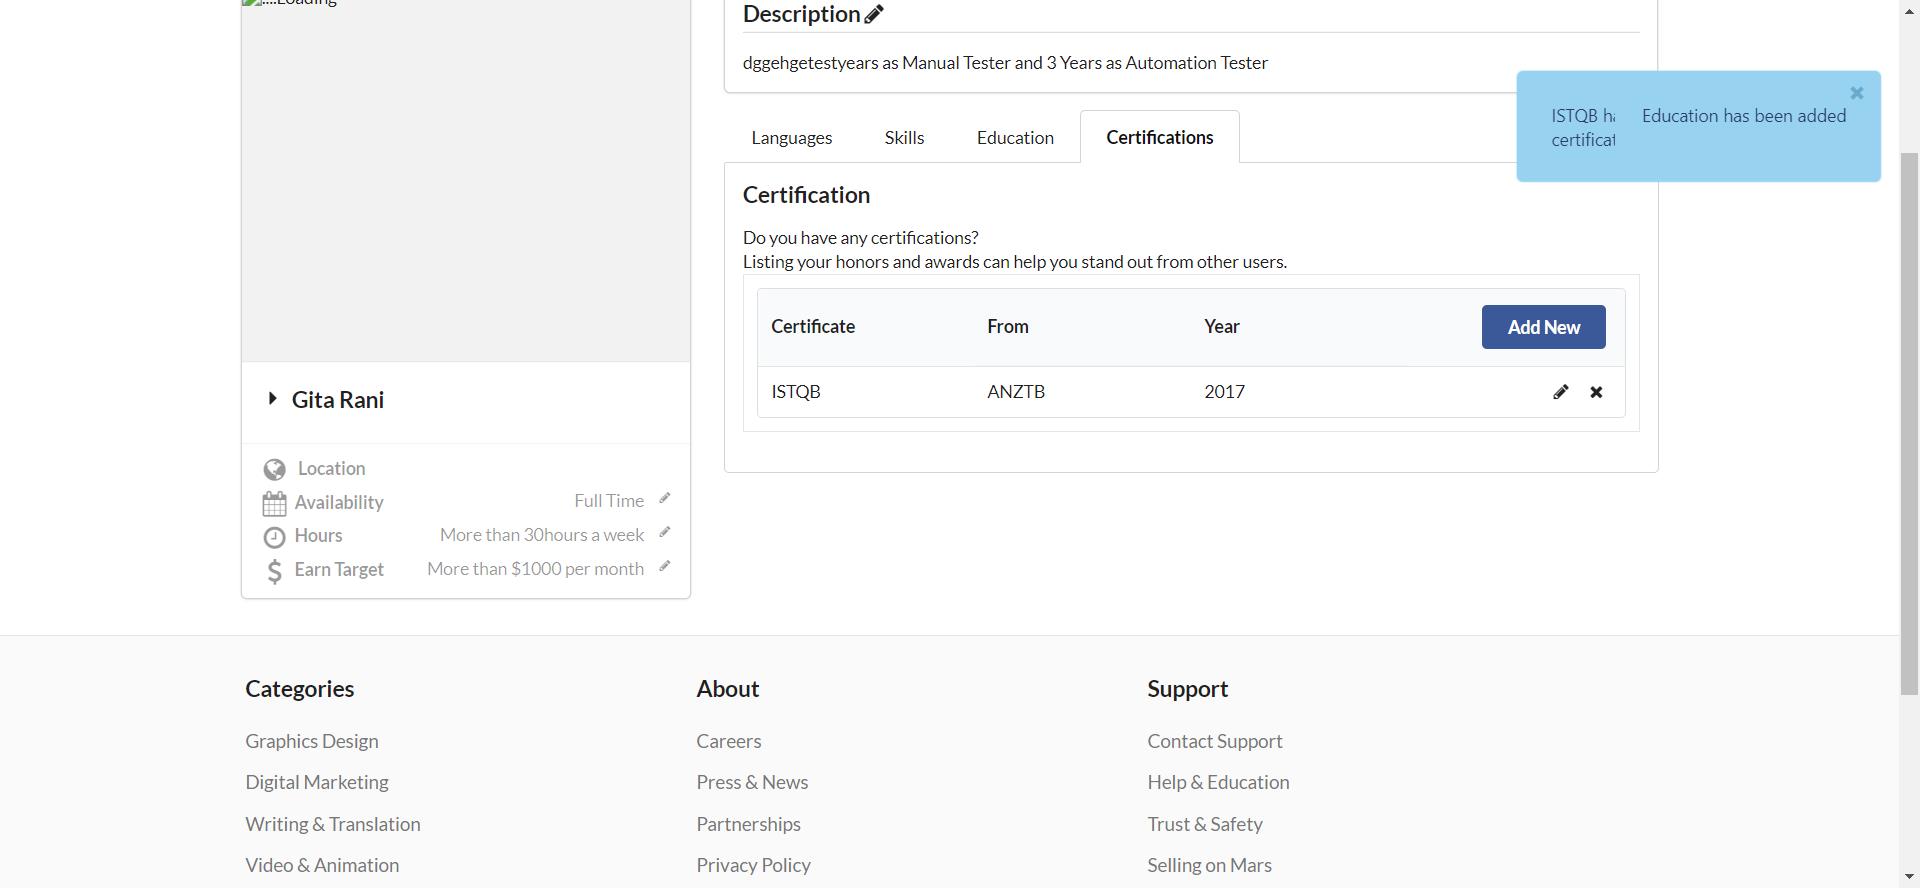 ....Loading
Description
dggehgetestyears as Manual Tester and 3 Years as Automation Tester
ISTQB ha
certificat
Education has been added
Languages
Skills
Education
Certifications
Certification
Do you have any certifications?
Listing your honors and awards can help you stand out from other users.
Certificate From Year Add New
ISTQB ANZTB 2017
Gita Rani
Location
Availability Full Time
Hours More than 30hours a week
Earn Target More than $1000 per month
Categories
Graphics Design
Digital Marketing
Writing & Translation
Video & Animation
About
Careers
Press & News
Partnerships
Privacy Policy
Support
Contact Support
Help & Education
Trust & Safety
Selling on Mars